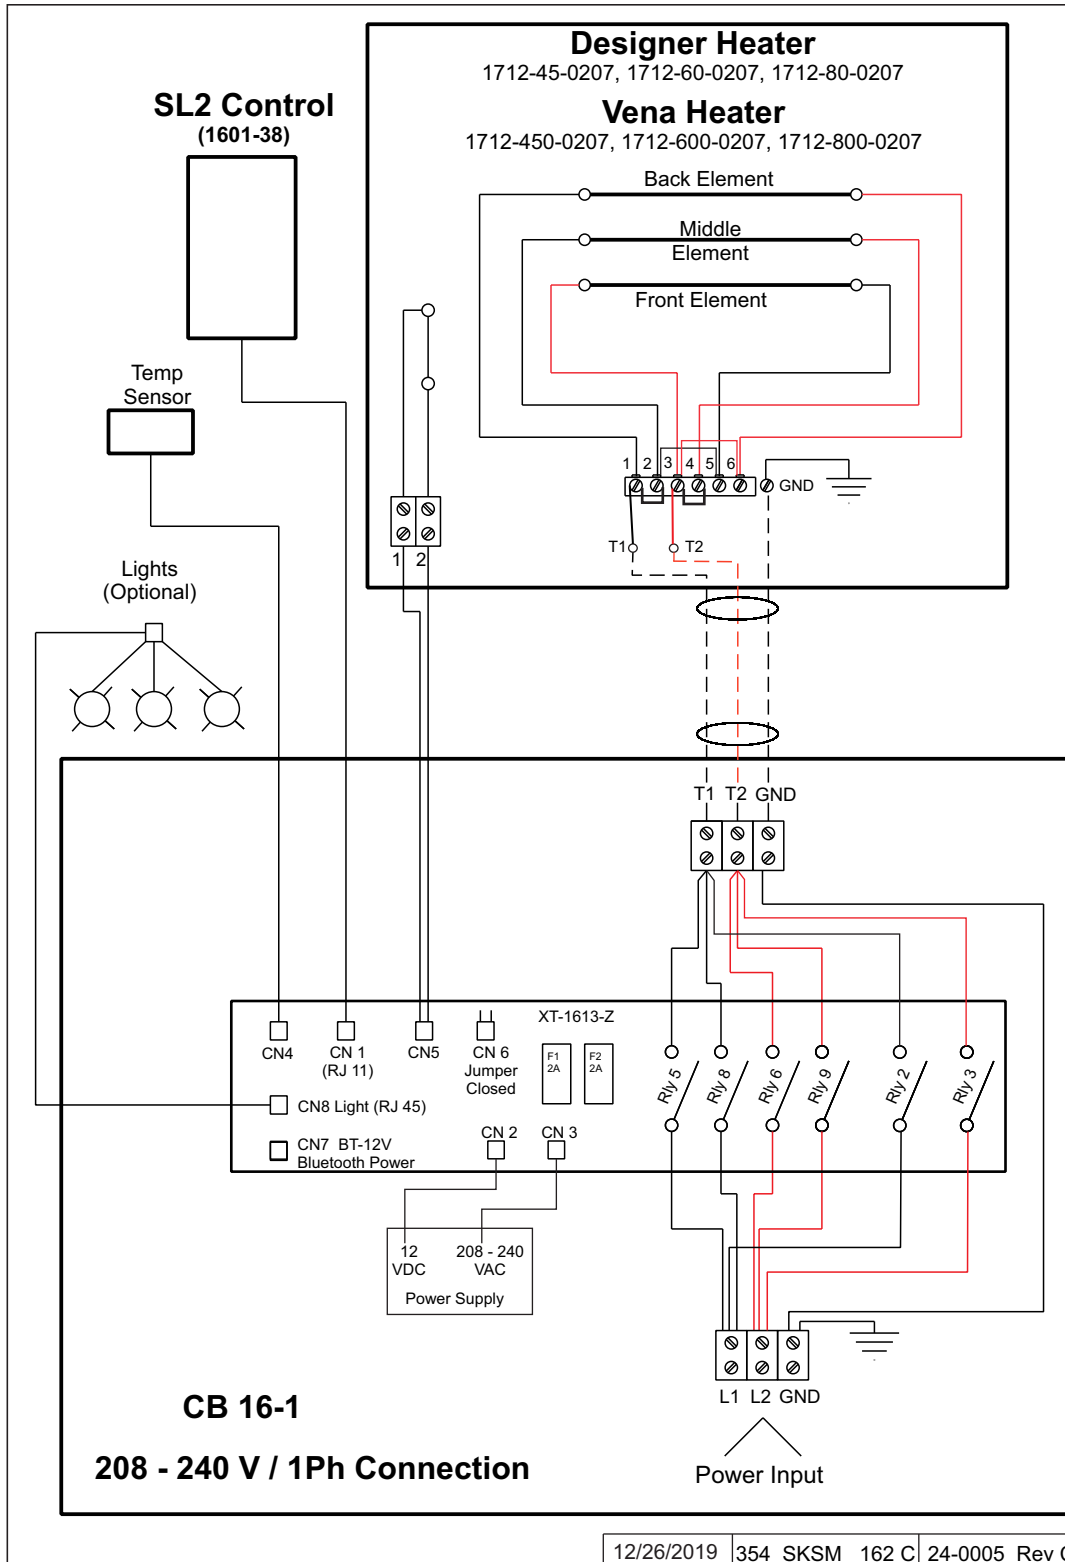 Designer Heater
1712-45-0207, 1712-60-0207, 1712-80-0207
Vena Heater
1712-450-0207, 1712-600-0207, 1712-800-0207
SL2 Control
(1601-38)
Back Element
Middle
Element
Front Element
Temp
Sensor
1 2 3 4 5 6
GND
T1 T2
1 2
Lights
(Optional)
T1 T2 GND
XT-1613-Z
CN4
CN 1
(RJ 11)
CN5
CN 6
Jumper
Closed
F1
2A
F2
2A
Rly 5
Rly 8
Rly 6
Rly 9
Rly 2
Rly 3
CN8 Light (RJ 45)
CN7 BT-12V
Bluetooth Power
CN 2
CN 3
12
VDC
208 - 240
VAC
Power Supply
L1 L2 GND
Power Input
CB 16-1
208 - 240 V / 1Ph Connection
12/26/2019 354 SKSM 162 C 24-0005 Rev